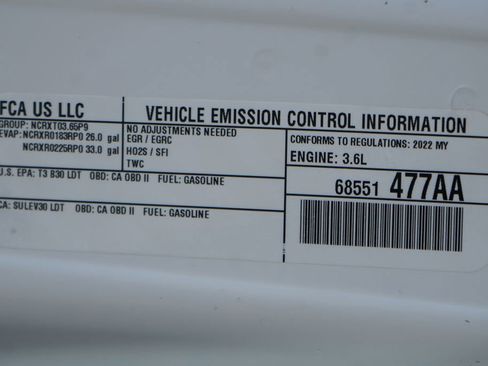 FCA US LLC
VEHICLE EMISSION CONTROL INFORMATION
GROUP: NCRXT03.65P9
EVAP: NCRXR0183RP0 26.0 gal
NCRXR0225RP0 33.0 gal
NO ADJUSTMENTS NEEDED
EGR / EGRC
HO2S / SFI
TWC
CONFORMS TO REGULATIONS: 2022 MY
ENGINE: 3.6L
U.S. EPA: T3 B30 LDT OBD: CA OBD II FUEL: GASOLINE
CA: SULEV30 LDT OBD: CA OBD II FUEL: GASOLINE
68551 477AA